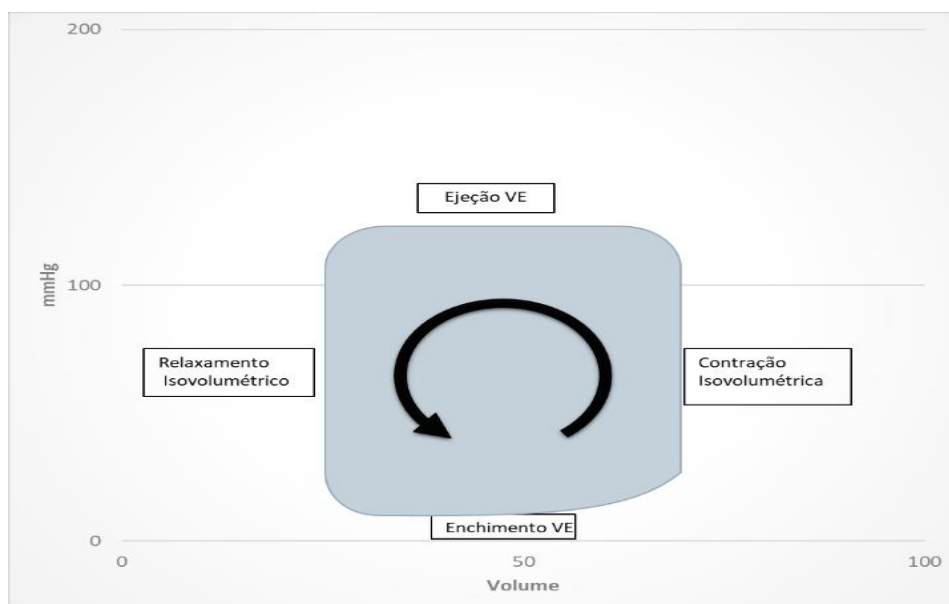 200
Ejeção VE
mmHg
100
Relaxamento
Isovolumétrico
Contração
Isovolumétrica
Enchimento VE
0
0
50
100
Volume